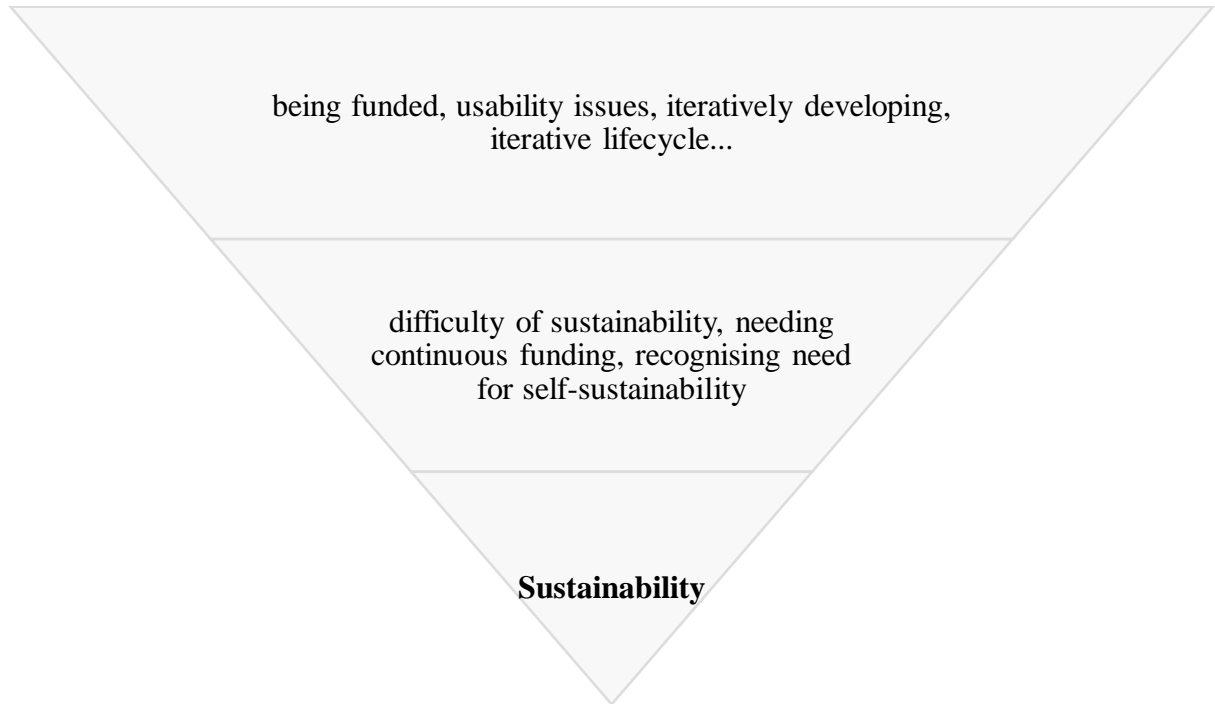 being funded, usability issues, iteratively developing,
iterative lifecycle...
difficulty of sustainability, needing
continuous funding, recognising need
for self-sustainability
Sustainability